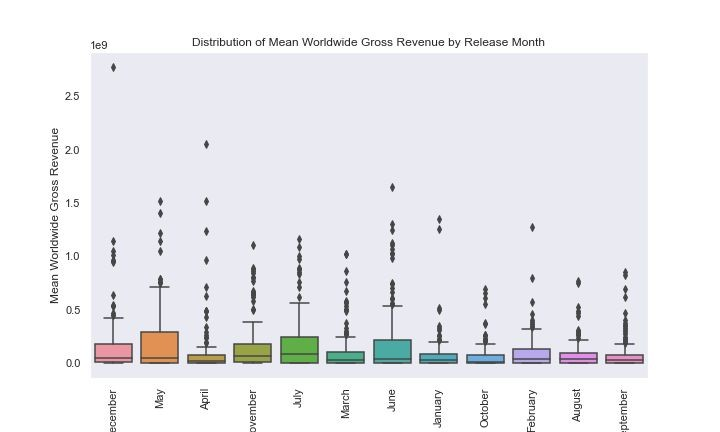 Distribution of Mean Worldwide Gross Revenue by Release Month
1e9
Mean Worldwide Gross Revenue
2.5
2.0
1.5
1.0
0.5
0.0
ecember
May
April
ovember
July
March
June
January
October
February
August
eptember